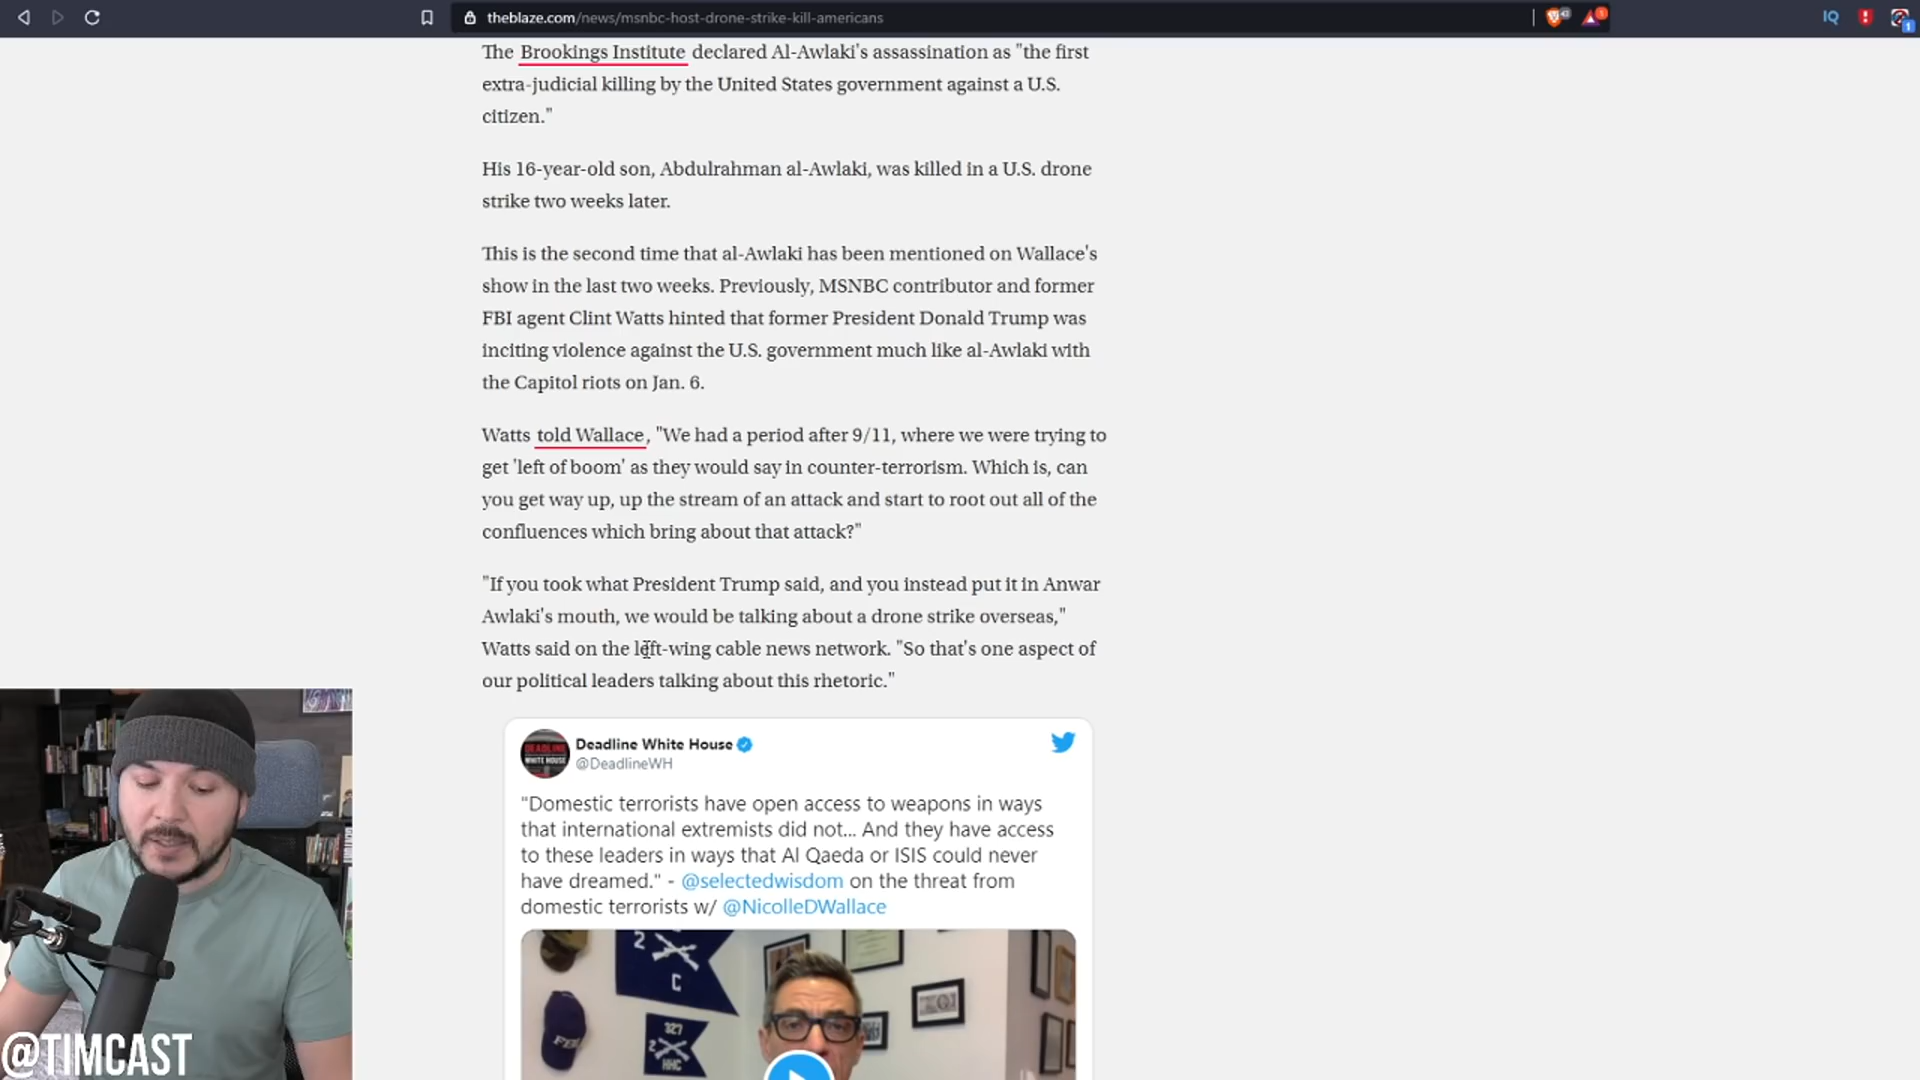 theblaze.com/news/msnbc-host-drone-strike-kill-americans
IQ
1
The Brookings Institute declared Al-Awlaki's assassination as "the first
extra-judicial killing by the United States government against a U.S.
citizen."
His 16-year-old son, Abdulrahman al-Awlaki, was killed in a U.S. drone
strike two weeks later.
This is the second time that al-Awlaki has been mentioned on Wallace's
show in the last two weeks. Previously, MSNBC contributor and former
FBI agent Clint Watts hinted that former President Donald Trump was
inciting violence against the U.S. government much like al-Awlaki with
the Capitol riots on Jan. 6.
Watts told Wallace, "We had a period after 9/11, where we were trying to
get 'left of boom' as they would say in counter-terrorism. Which is, can
you get way up, up the stream of an attack and start to root out all of the
confluences which bring about that attack?"
"If you took what President Trump said, and you instead put it in Anwar
Awlaki's mouth, we would be talking about a drone strike overseas,"
Watts said on the left-wing cable news network. "So that's one aspect of
our political leaders talking about this rhetoric."
DEADLINE
WHITE HOUSE
Deadline White House
@DeadlineWH
"Domestic terrorists have open access to weapons in ways
that international extremists did not... And they have access
to these leaders in ways that Al Qaeda or ISIS could never
have dreamed." - @selectedwisdom on the threat from
domestic terrorists w/ @NicolleDWallace
2
C
327
2
HHC
FBI
@TIMCAST